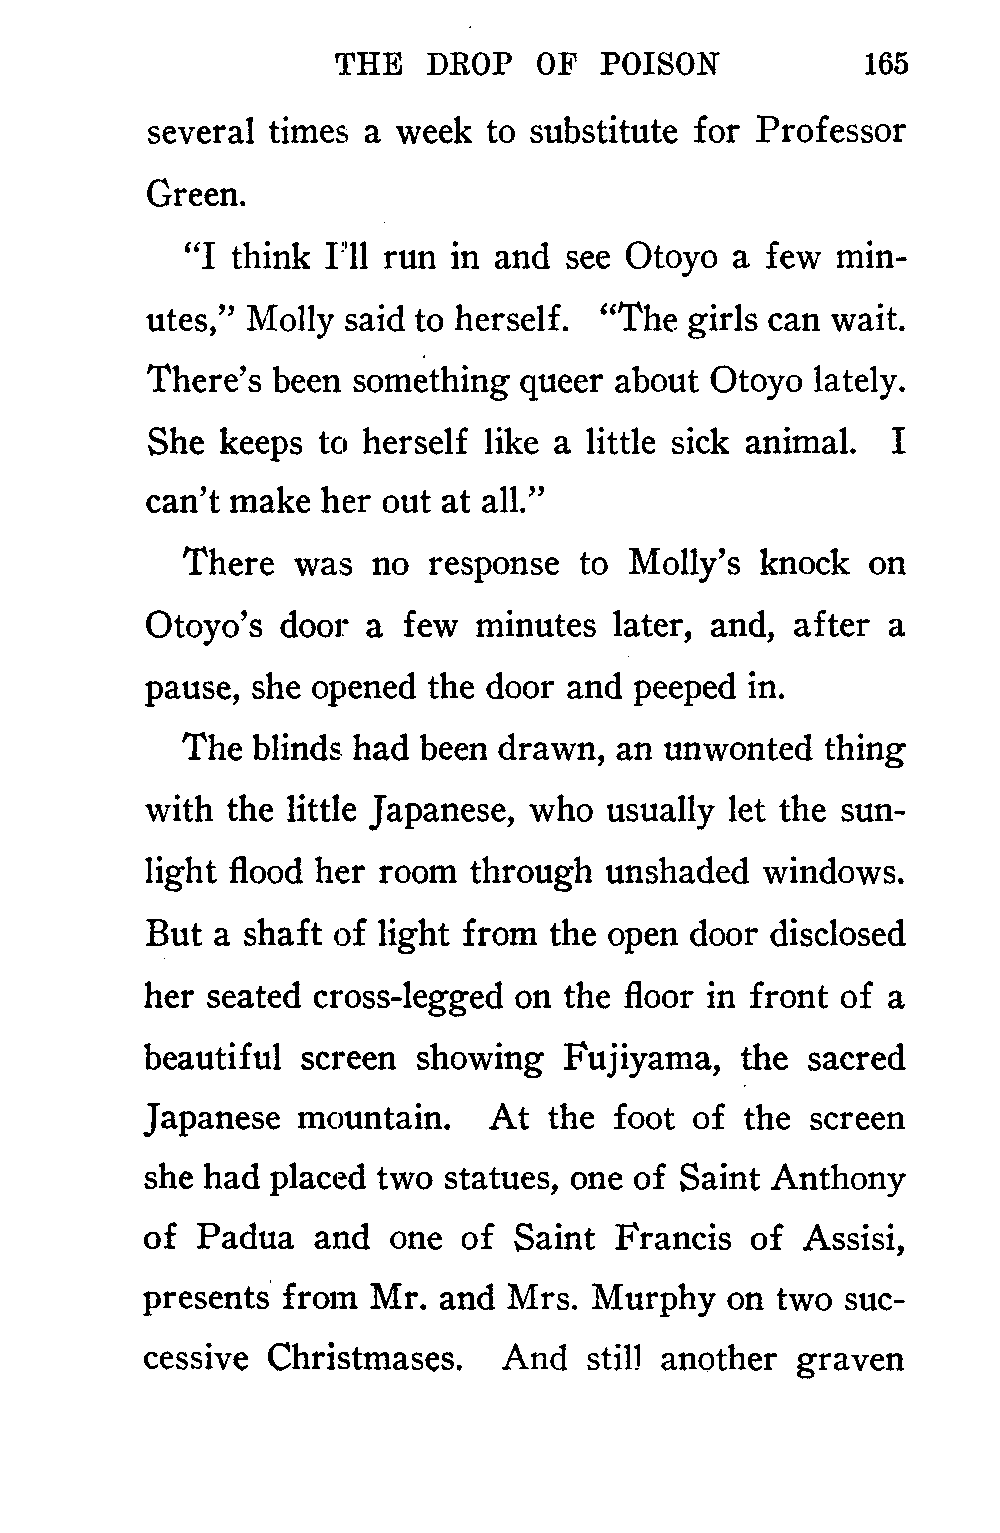 THE DROP OF POISON 165
several times a week to substitute for Professor
Green.
“I think I’ll run in and see Otoyo a few min-
utes,” Molly said to herself. “The girls can wait.
There’s been something queer about Otoyo lately.
She keeps to herself like a little sick animal. I
can’t make her out at all.”
There was no response to Molly’s knock on
Otoyo’s door a few minutes later, and, after a
pause, she opened the door and peeped in.
The blinds had been drawn, an unwonted thing
with the little Japanese, who usually let the sun-
light flood her room through unshaded windows.
But a shaft of light from the open door disclosed
her seated cross-legged on the floor in front of a
beautiful screen showing Fujiyama, the sacred
Japanese mountain. At the foot of the screen
she had placed two statues, one of Saint Anthony
of Padua and one of Saint Francis of Assisi,
presents from Mr. and Mrs. Murphy on two suc-
cessive Christmases. And still another graven